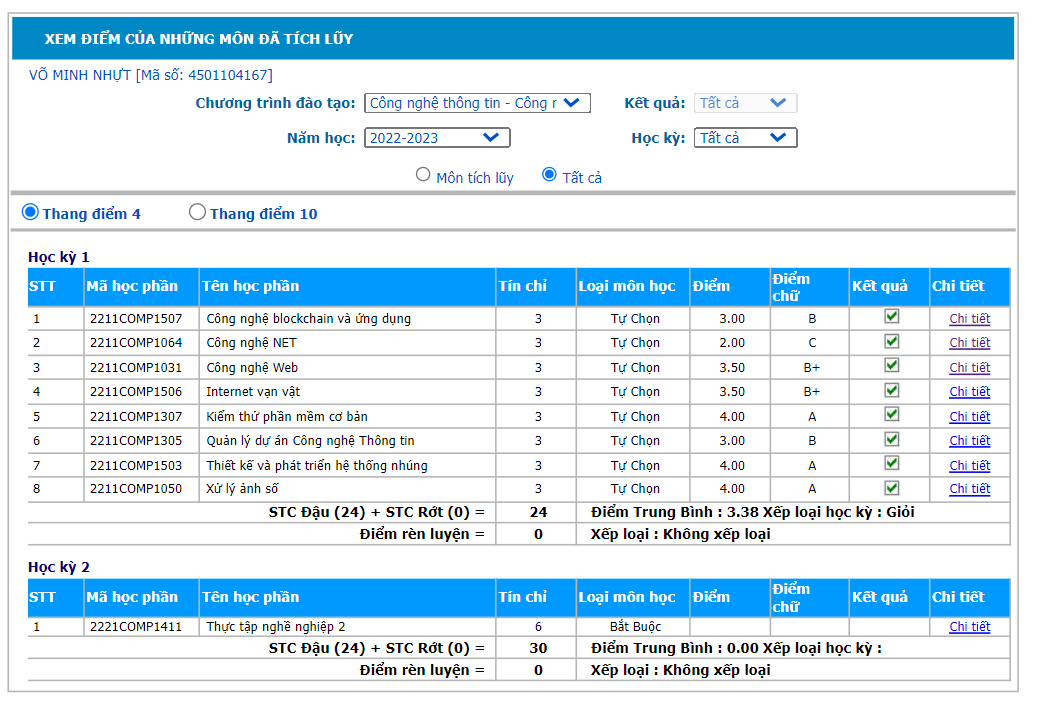 XEM ĐIỂM CỦA NHỮNG MÔN ĐÃ TÍCH LŨY
VÕ MINH NHỰT [Mã số: 4501104167]
Chương trình đào tạo: Công nghệ thông tin - Công r Kết quả: Tất cả
Năm học: 2022-2023 Học kỳ: Tất cả
Môn tích lũy Tất cả
Thang điểm 4 Thang điểm 10
Học kỳ 1
STT Mã học phần Tên học phần Tín chỉ Loại môn học Điểm Điểm chữ Kết quả Chi tiết
1 2211COMP1507 Công nghệ blockchain và ứng dụng 3 Tự Chọn 3.00 B Chi tiết
2 2211COMP1064 Công nghệ NET 3 Tự Chọn 2.00 C Chi tiết
3 2211COMP1031 Công nghệ Web 3 Tự Chọn 3.50 B+ Chi tiết
4 2211COMP1506 Internet vạn vật 3 Tự Chọn 3.50 B+ Chi tiết
5 2211COMP1307 Kiểm thử phần mềm cơ bản 3 Tự Chọn 4.00 A Chi tiết
6 2211COMP1305 Quản lý dự án Công nghệ Thông tin 3 Tự Chọn 3.00 B Chi tiết
7 2211COMP1503 Thiết kế và phát triển hệ thống nhúng 3 Tự Chọn 4.00 A Chi tiết
8 2211COMP1050 Xử lý ảnh số 3 Tự Chọn 4.00 A Chi tiết
STC Đậu (24) + STC Rớt (0) = 24 Điểm Trung Bình : 3.38 Xếp loại học kỳ : Giỏi
Điểm rèn luyện = 0 Xếp loại : Không xếp loại
Học kỳ 2
STT Mã học phần Tên học phần Tín chỉ Loại môn học Điểm Điểm chữ Kết quả Chi tiết
1 2221COMP1411 Thực tập nghề nghiệp 2 6 Bắt Buộc Chi tiết
STC Đậu (24) + STC Rớt (0) = 30 Điểm Trung Bình : 0.00 Xếp loại học kỳ :
Điểm rèn luyện = 0 Xếp loại : Không xếp loại